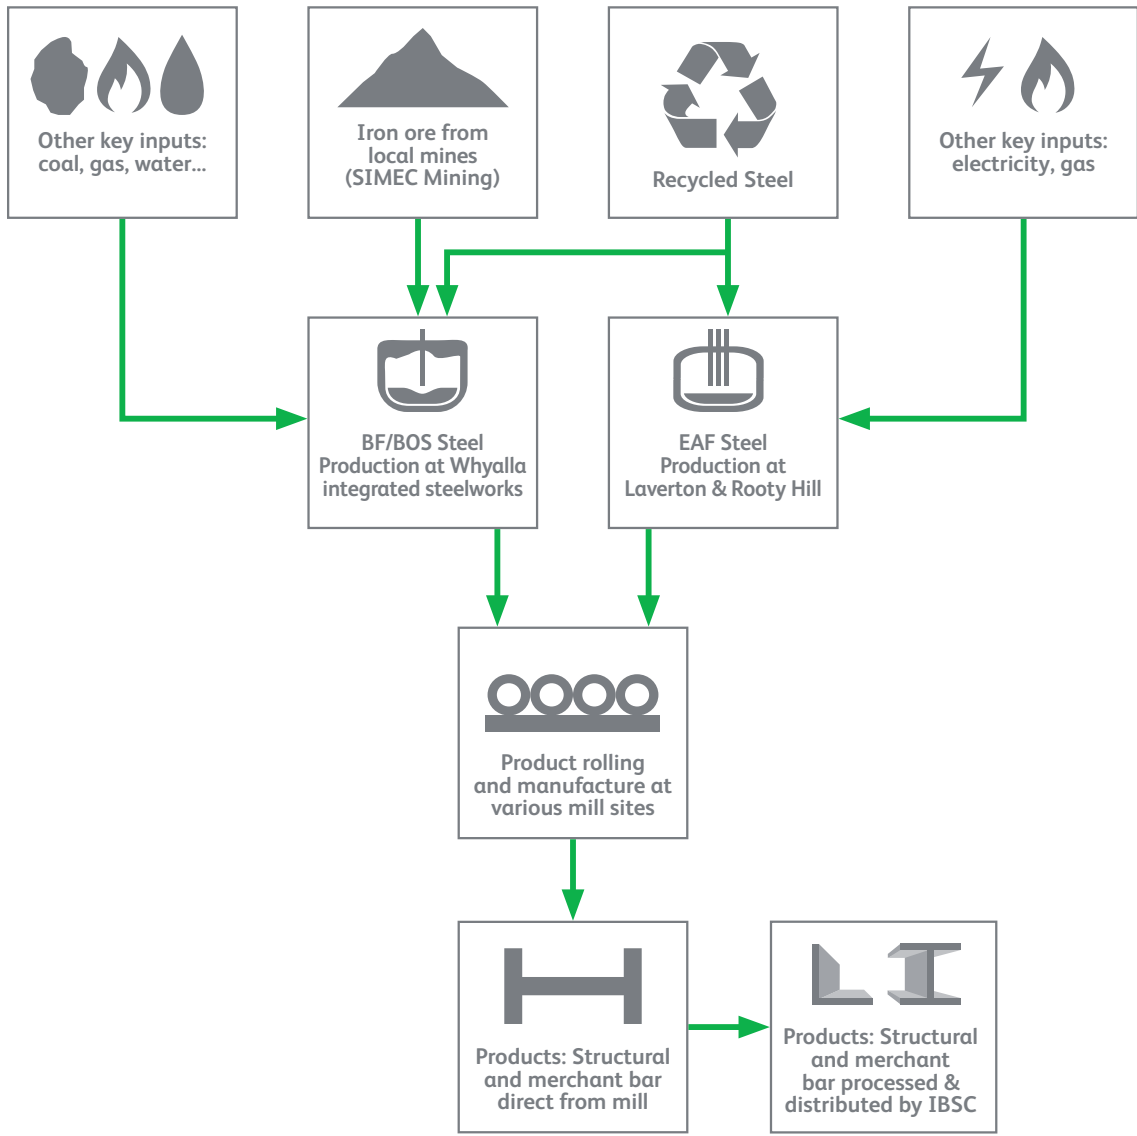 Other key inputs:
coal, gas, water...
Iron ore from
local mines
(SIMEC Mining)
Recycled Steel
Other key inputs:
electricity, gas
BF/BOS Steel
Production at Whyalla
integrated steelworks
EAF Steel
Production at
Laverton & Rooty Hill
Product rolling
and manufacture at
various mill sites
Products: Structural
and merchant bar
direct from mill
Products: Structural
and merchant
bar processed &
distributed by IBSC